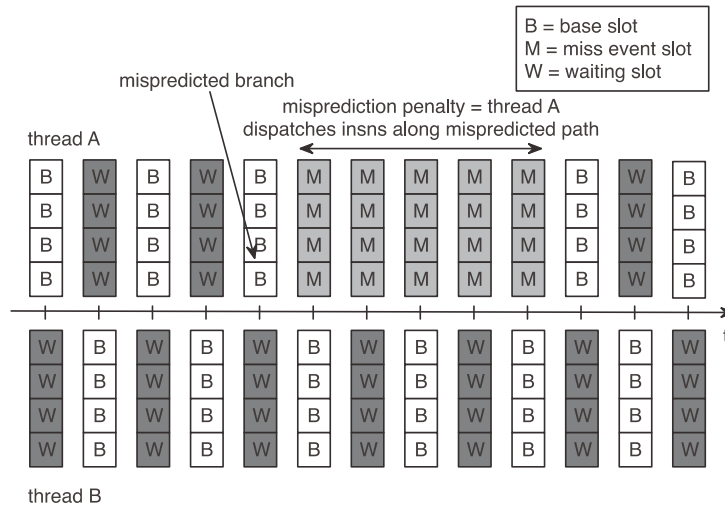 B = base slot
M = miss event slot
W = waiting slot
mispredicted branch
misprediction penalty = thread A
dispatches insns along mispredicted path
thread A
B W B W B M M M M M B W B
B W B W B M M M M M B W B
B W B W B M M M M M B W B
B W B W B M M M M M B W B
t
W B W B W B W B W B W B W
W B W B W B W B W B W B W
W B W B W B W B W B W B W
W B W B W B W B W B W B W
thread B